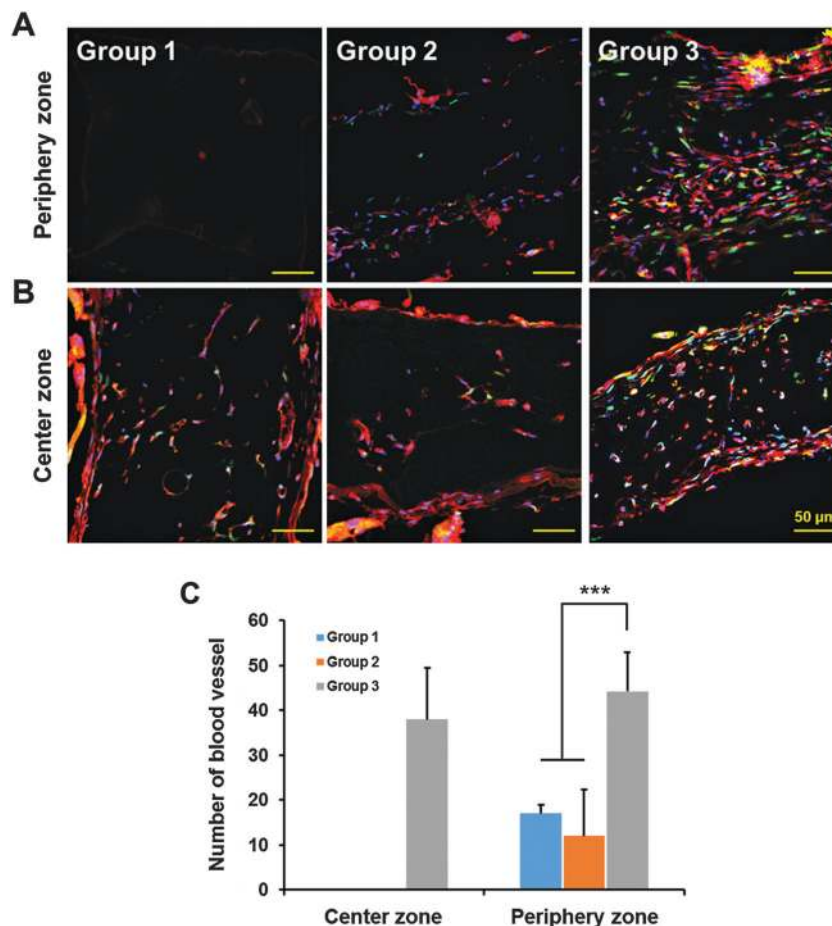 A
Group 1
Group 2
Group 3
Periphery zone
B
Center zone
50 µm
C
***
60
50
40
30
20
10
0
Number of blood vessel
Group 1
Group 2
Group 3
Center zone
Periphery zone